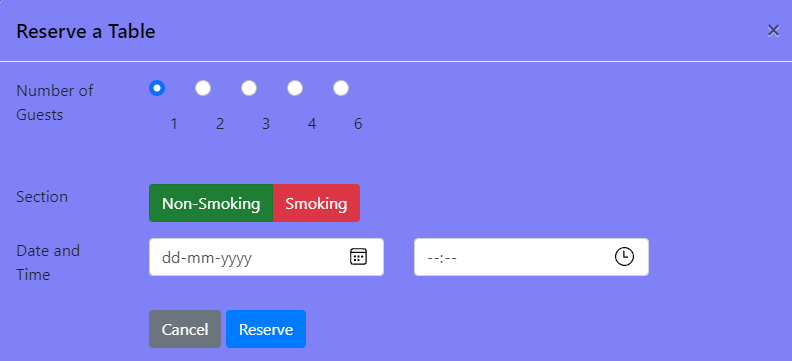 Reserve a Table ×
Number of
Guests
1 2 3 4 6
Section Non-Smoking Smoking
Date and
Time
dd-mm-yyyy --:--
Cancel Reserve